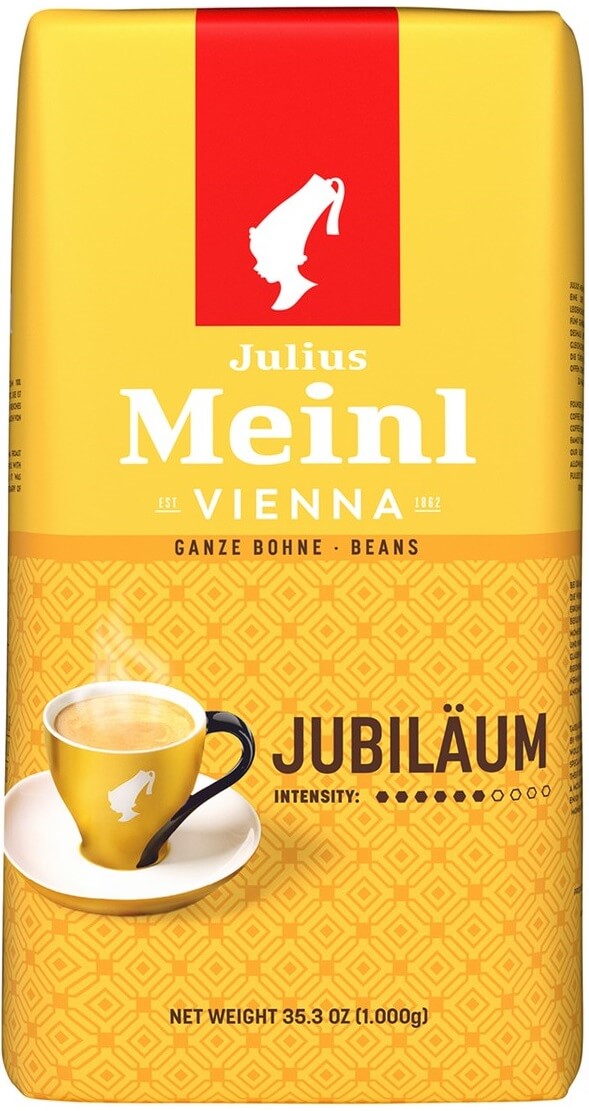 Julius
Meinl
EST. VIENNA 1862
GANZE BOHNE · BEANS
JUBILÄUM
INTENSITY:
NET WEIGHT 35.3 OZ (1.000g)